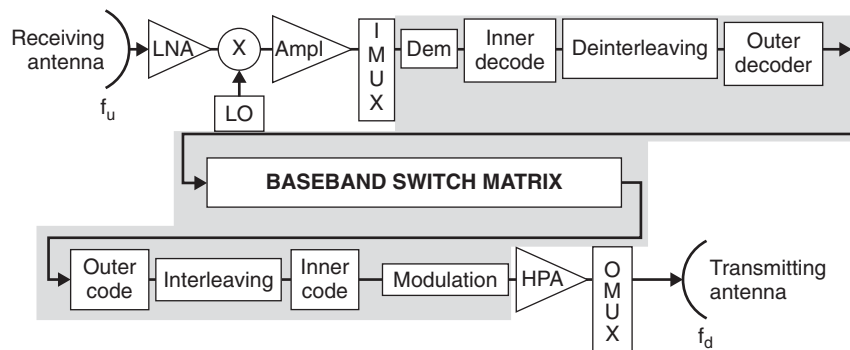 Receiving
antenna
f_u
LNA
X
LO
Ampl
I
M
U
X
Dem
Inner
decode
Deinterleaving
Outer
decoder
BASEBAND SWITCH MATRIX
Outer
code
Interleaving
Inner
code
Modulation
HPA
O
M
U
X
Transmitting
antenna
f_d